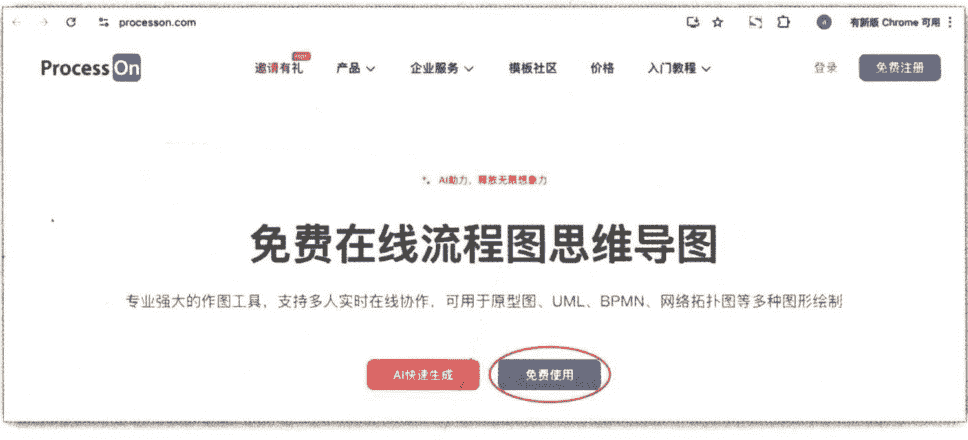 processon.com
有新版 Chrome 可用
ProcessOn 邀请有礼 产品 企业服务 模板社区 价格 入门教程 登录 免费注册
AI助力，释放无限想象力
免费在线流程图思维导图
专业强大的作图工具，支持多人实时在线协作，可用于原型图、UML、BPMN、网络拓扑图等多种图形绘制
AI快速生成 免费使用